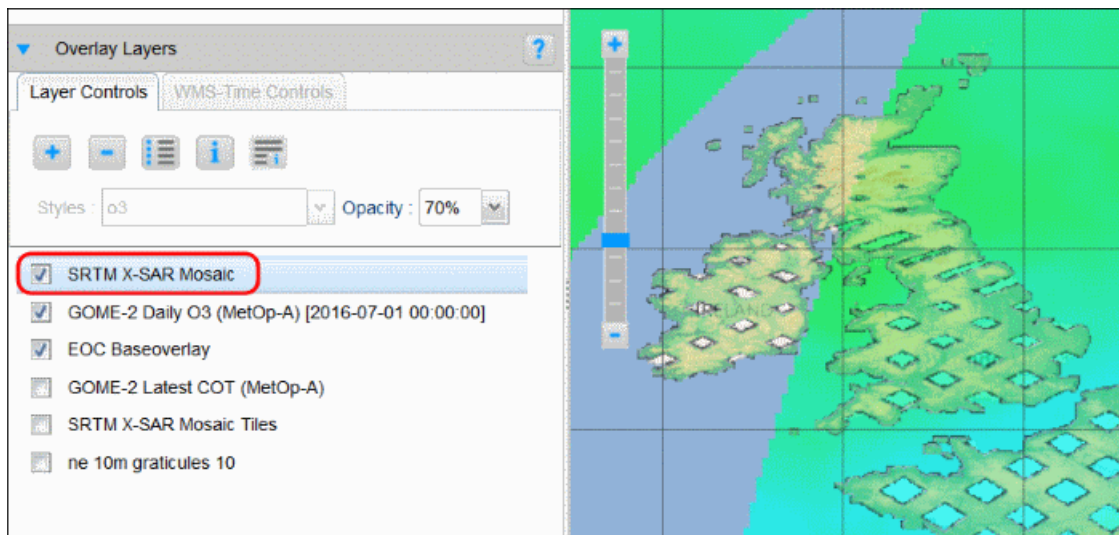 Overlay Layers
?
Layer Controls WMS-Time Controls
+ - i i
Styles : o3 Opacity : 70%
SRTM X-SAR Mosaic
GOME-2 Daily O3 (MetOp-A) [2016-07-01 00:00:00]
EOC Baseoverlay
GOME-2 Latest COT (MetOp-A)
SRTM X-SAR Mosaic Tiles
ne 10m graticules 10
+
IRELAND
-